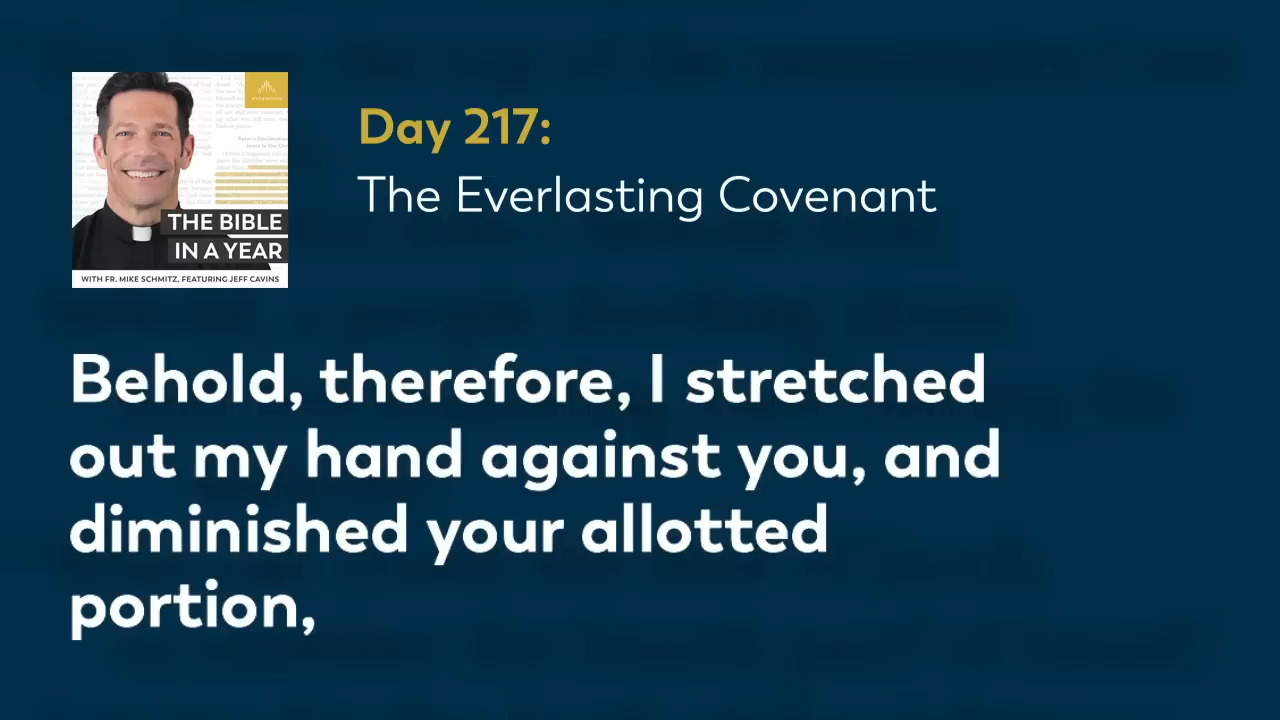 Day 217:
The Everlasting Covenant
THE BIBLE
IN A YEAR
WITH FR. MIKE SCHMITZ, FEATURING JEFF CAVINS
Behold, therefore, I stretched
out my hand against you, and
diminished your allotted
portion,